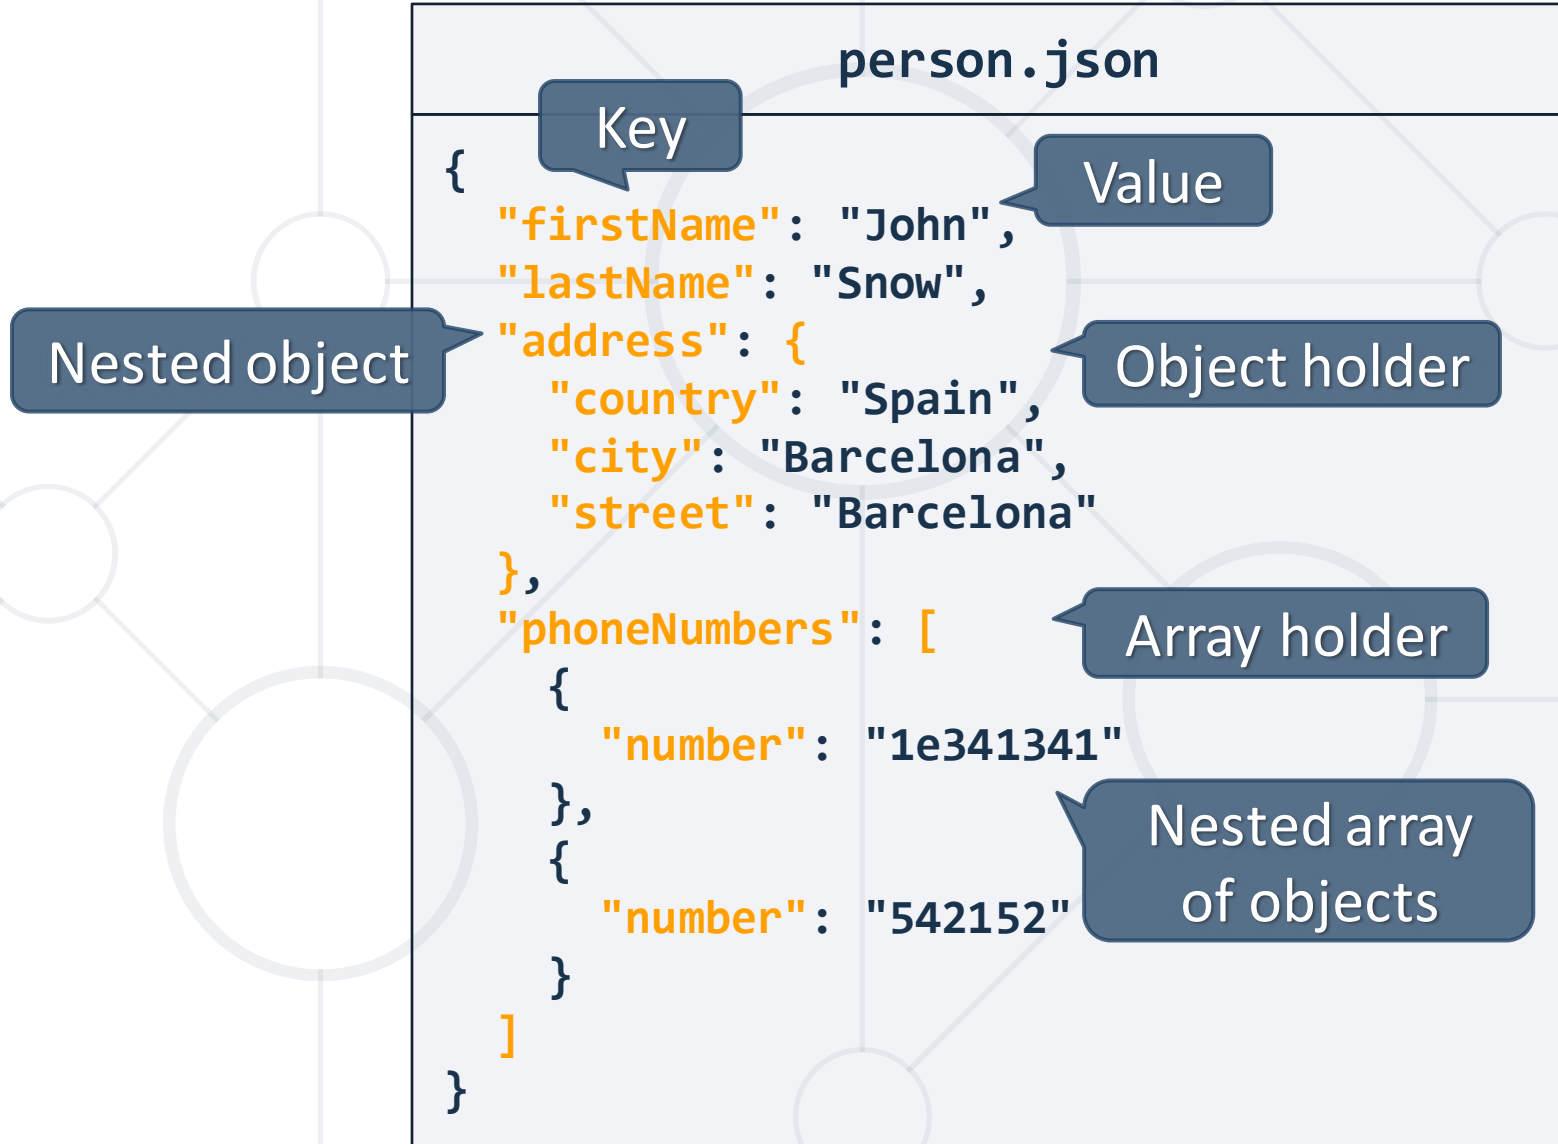 person.json
Key
{
Value
"firstName": "John",
"lastName": "Snow",
Nested object
"address": {
Object holder
"country": "Spain",
"city": "Barcelona",
"street": "Barcelona"
},
"phoneNumbers": [
Array holder
{
"number": "1e341341"
},
Nested array
of objects
{
"number": "542152"
}
]
}